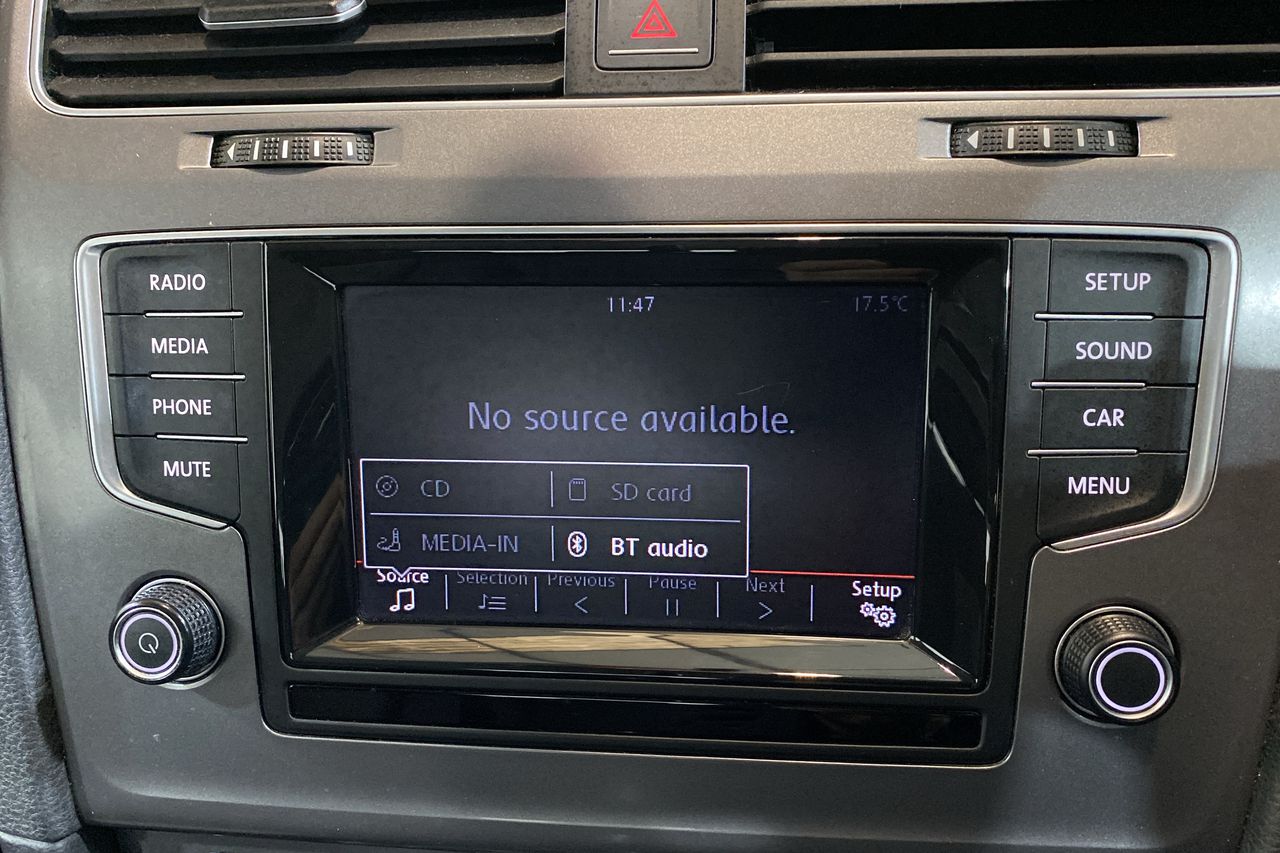 RADIO
MEDIA
PHONE
MUTE
11:47
17.5°C
No source available.
CD
SD card
MEDIA-IN
BT audio
Source
Selection
Previous
Pause
Next
Setup
SETUP
SOUND
CAR
MENU